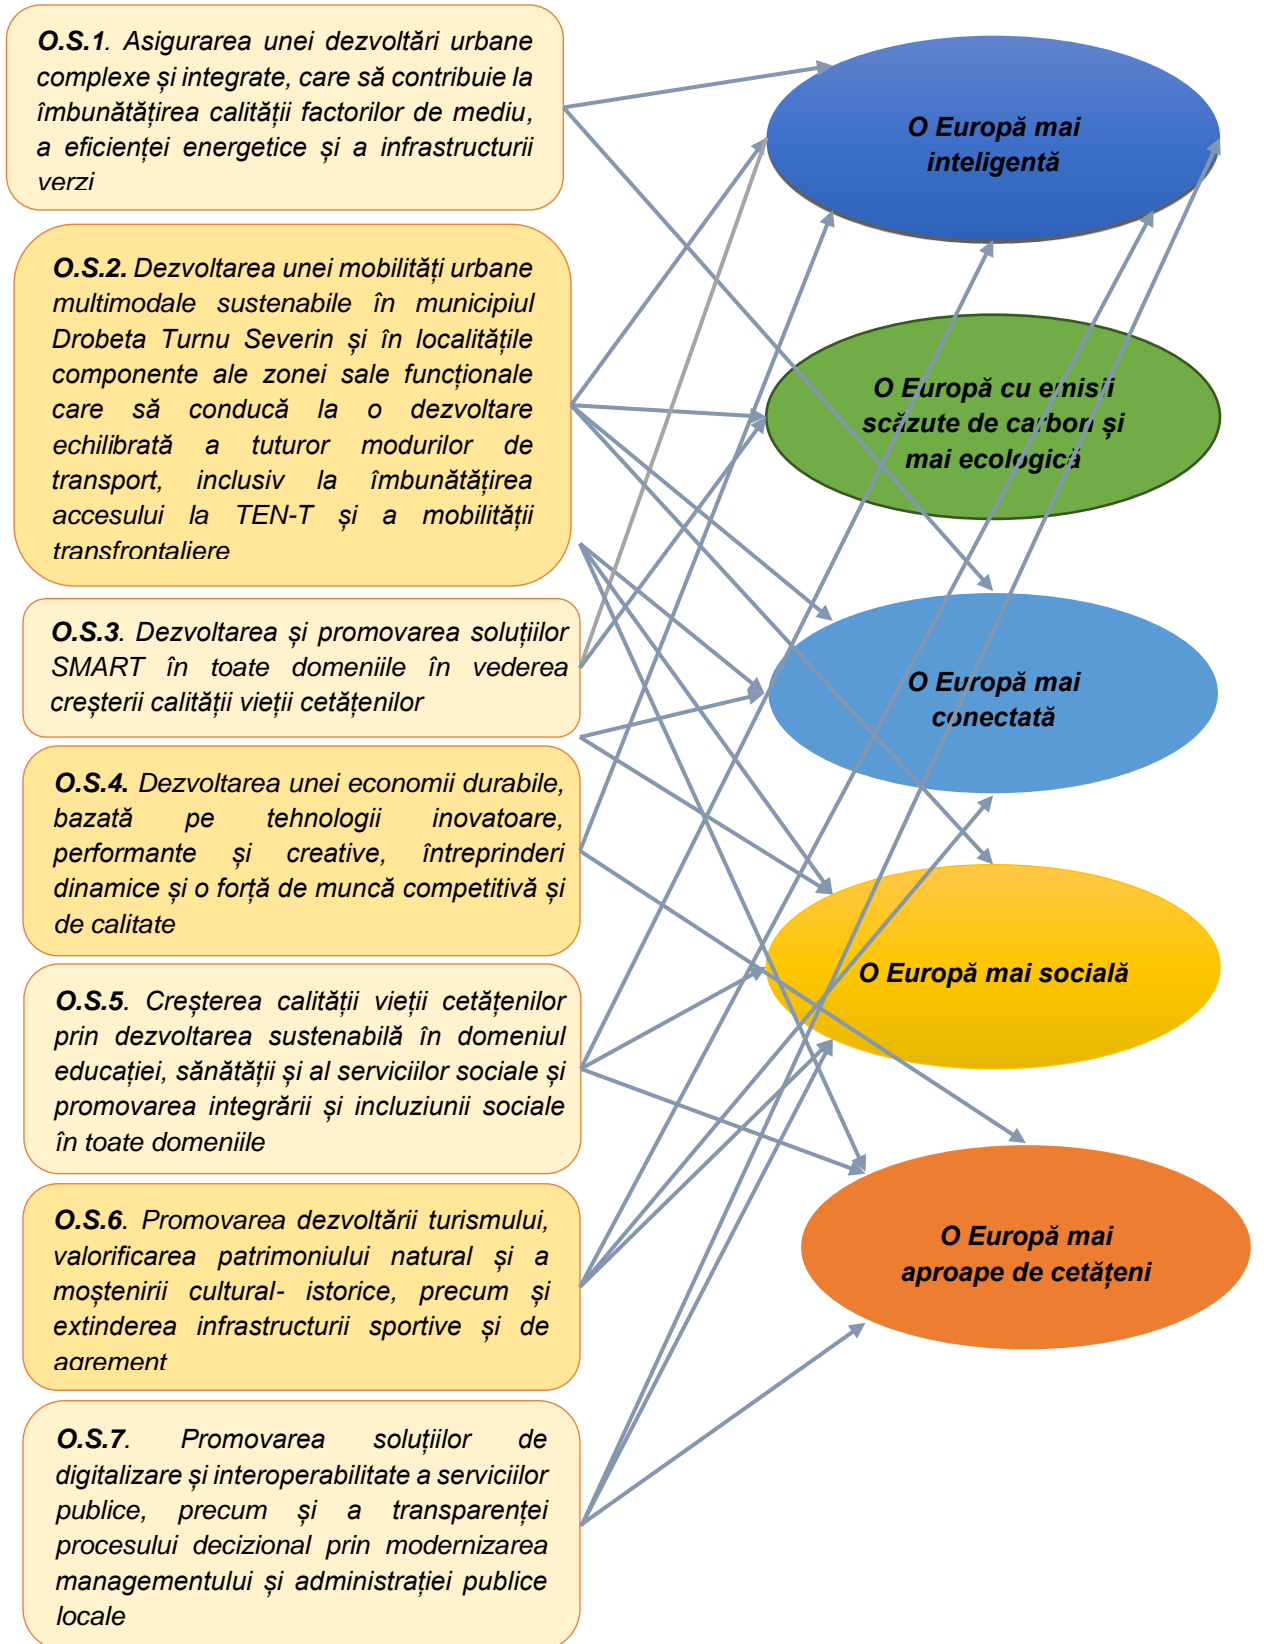 O.S.1. Asigurarea unei dezvoltări urbane
complexe și integrate, care să contribuie la
îmbunătățirea calității factorilor de mediu,
a eficienței energetice și a infrastructurii
verzi
O.S.2. Dezvoltarea unei mobilități urbane
multimodale sustenabile în municipiul
Drobeta Turnu Severin și în localitățile
componente ale zonei sale funcționale
care să conducă la o dezvoltare
echilibrată a tuturor modurilor de
transport, inclusiv la îmbunătățirea
accesului la TEN-T și a mobilității
transfrontaliere
O.S.3. Dezvoltarea și promovarea soluțiilor
SMART în toate domeniile în vederea
creșterii calității vieții cetățenilor
O.S.4. Dezvoltarea unei economii durabile,
bazată pe tehnologii inovatoare,
performante și creative, întreprinderi
dinamice și o forță de muncă competitivă și
de calitate
O.S.5. Creșterea calității vieții cetățenilor
prin dezvoltarea sustenabilă în domeniul
educației, sănătății și al serviciilor sociale și
promovarea integrării și incluziunii sociale
în toate domeniile
O.S.6. Promovarea dezvoltării turismului,
valorificarea patrimoniului natural și a
moștenirii cultural- istorice, precum și
extinderea infrastructurii sportive și de
agrement
O.S.7. Promovarea soluțiilor de
digitalizare și interoperabilitate a serviciilor
publice, precum și a transparenței
procesului decizional prin modernizarea
managementului și administrației publice
locale
O Europă mai
inteligentă
O Europă cu emisii
scăzute de carbon și
mai ecologică
O Europă mai
conectată
O Europă mai socială
O Europă mai
aproape de cetățeni